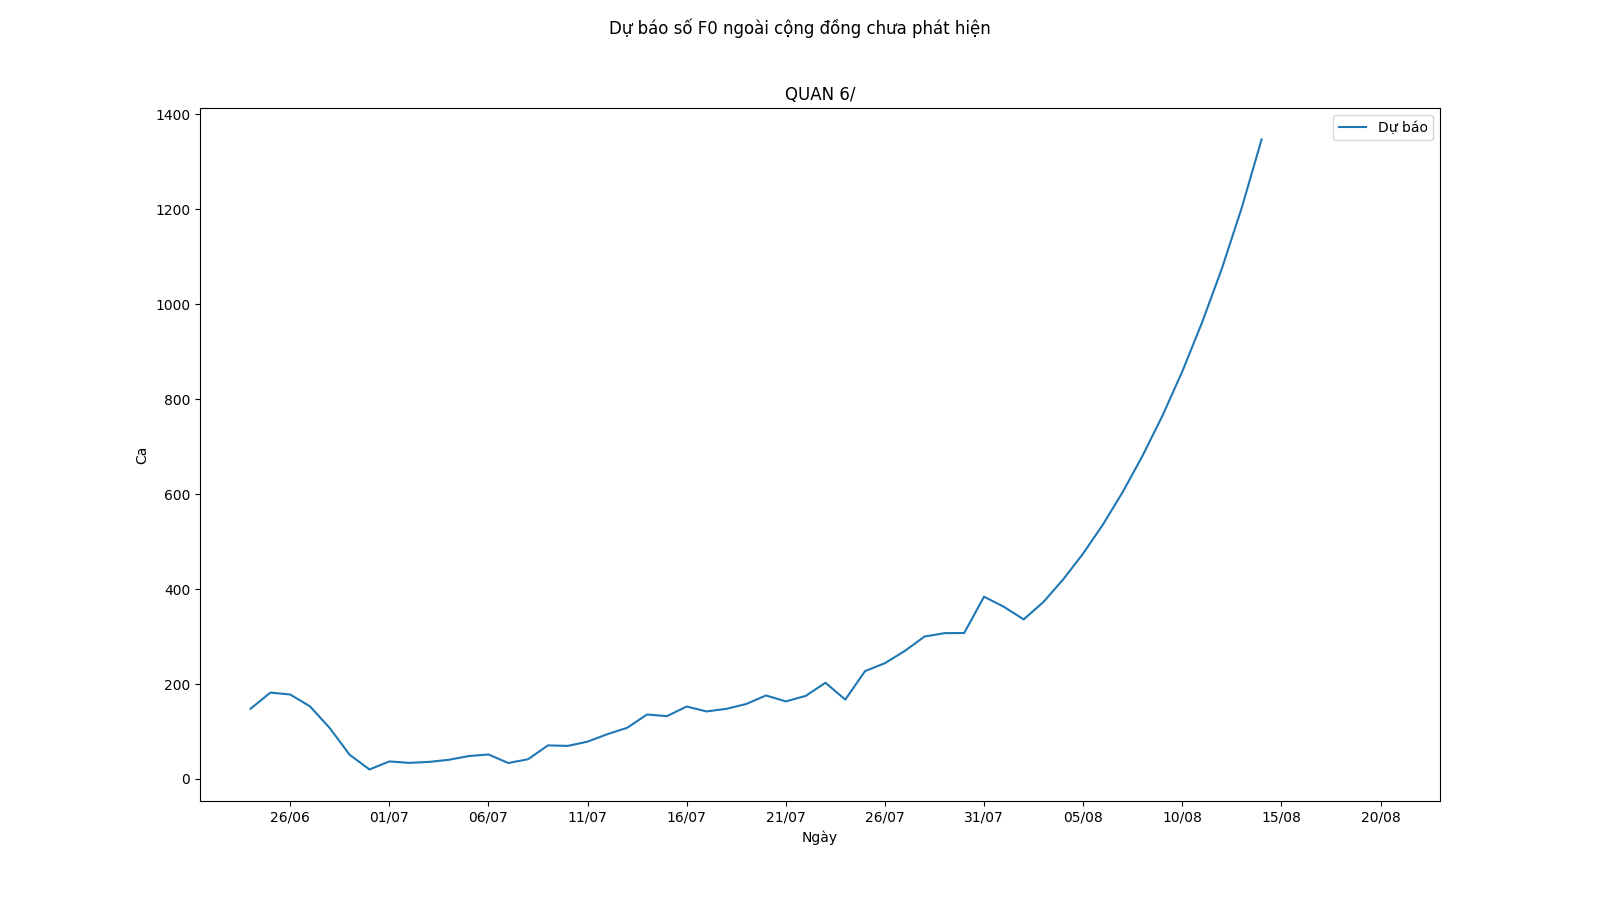 Dự báo số F0 ngoài cộng đồng chưa phát hiện
QUAN 6/
Dự báo
1400
1200
1000
800
600
400
200
0
Ca
26/06 01/07 06/07 11/07 16/07 21/07 26/07 31/07 05/08 10/08 15/08 20/08
Ngày